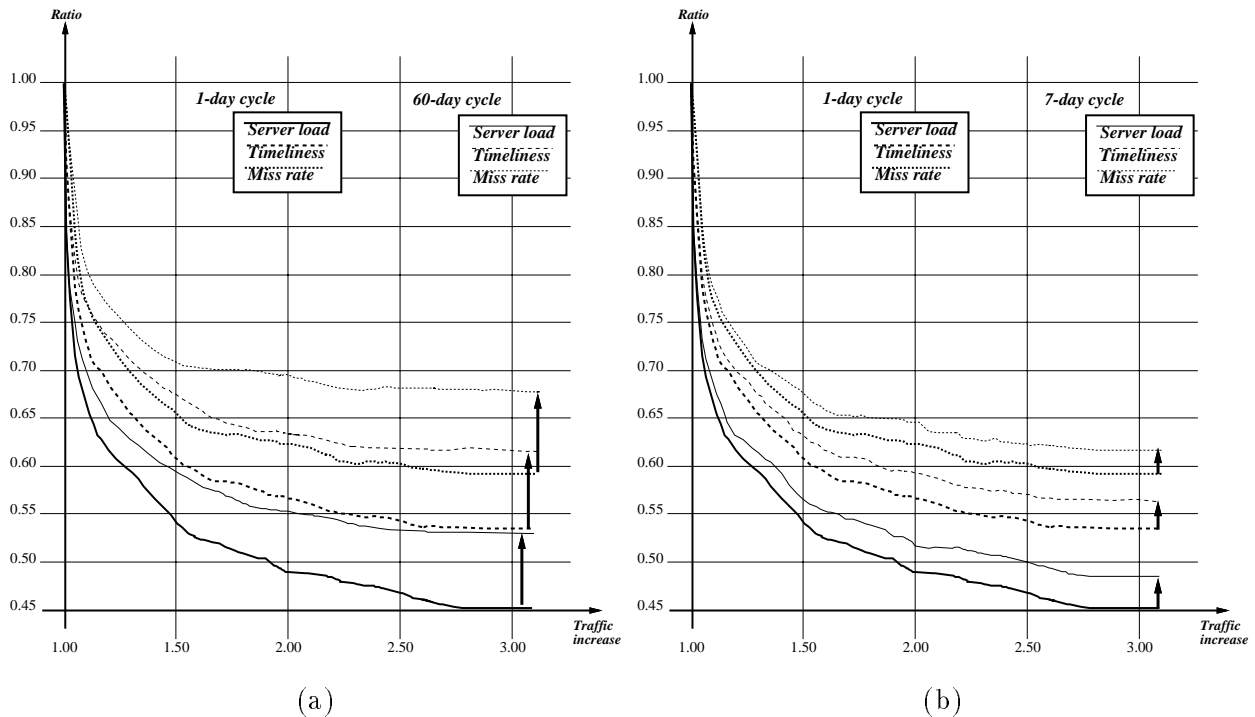 Ratio
1.00
0.95
0.90
0.85
0.80
0.75
0.70
0.65
0.60
0.55
0.50
0.45
1-day cycle
Server load
Timeliness
Miss rate
60-day cycle
Server load
Timeliness
Miss rate
1.00
1.50
2.00
2.50
3.00
Traffic
increase
(a)
Ratio
1.00
0.95
0.90
0.85
0.80
0.75
0.70
0.65
0.60
0.55
0.50
0.45
1-day cycle
Server load
Timeliness
Miss rate
7-day cycle
Server load
Timeliness
Miss rate
1.00
1.50
2.00
2.50
3.00
Traffic
increase
(b)